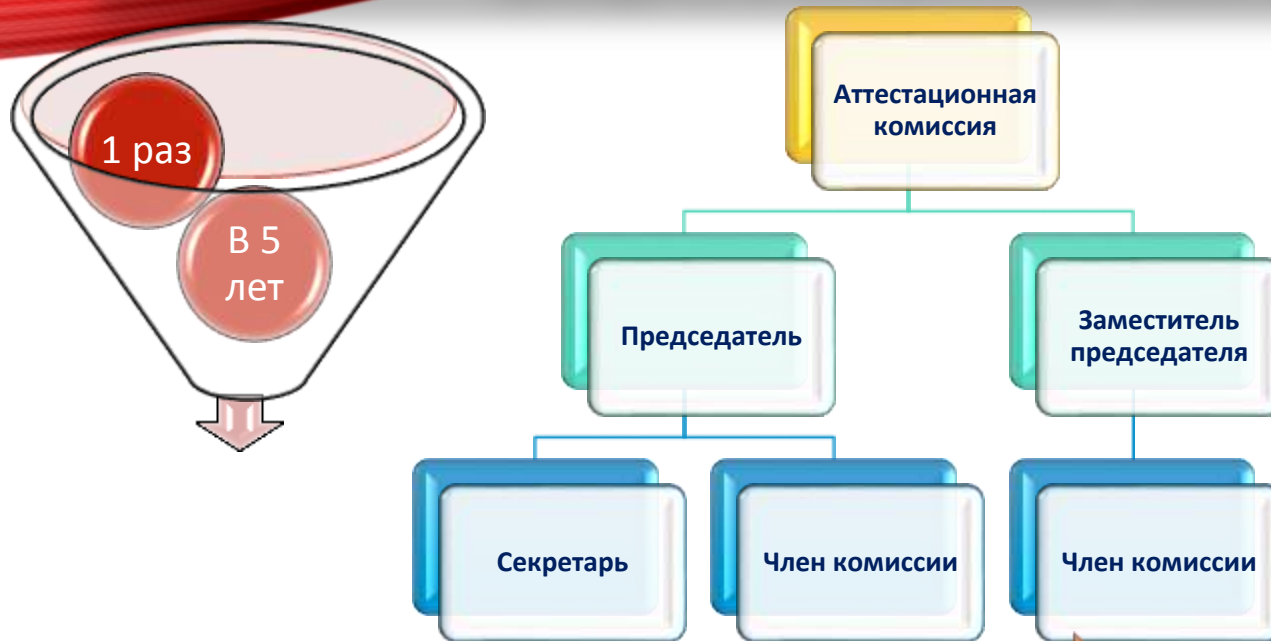 1 раз
В 5
лет
Аттестационная
комиссия
Председатель
Заместитель
председателя
Секретарь
Член комиссии
Член комиссии